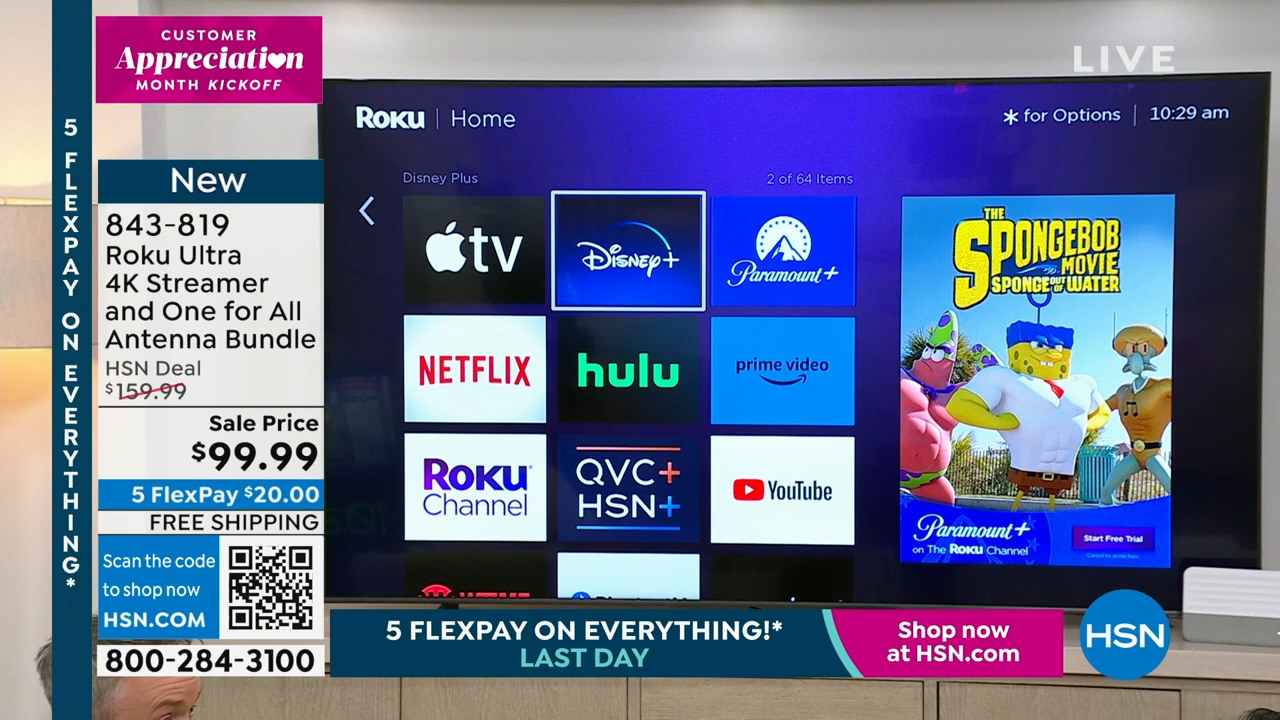 CUSTOMER
Appreciation
MONTH KICKOFF
5 FLEXPAY ON EVERYTHING*
New
843-819
Roku Ultra
4K Streamer
and One for All
Antenna Bundle
HSN Deal
$159.99
Sale Price
$99.99
5 FlexPay $20.00
FREE SHIPPING
Scan the code
to shop now
HSN.COM
800-284-3100
LIVE
Roku | Home
* for Options | 10:29 am
Disney Plus
2 of 64 Items
tv
Disney+
Paramount+
NETFLIX
hulu
prime video
Roku
Channel
QVC+
HSN+
YouTube
THE
SPONGEBOB
MOVIE
SPONGE OUT OF WATER
Paramount+
on The Roku Channel
Start Free Trial
Cancel to avoid fees
5 FLEXPAY ON EVERYTHING!*
LAST DAY
Shop now
at HSN.com
HSN